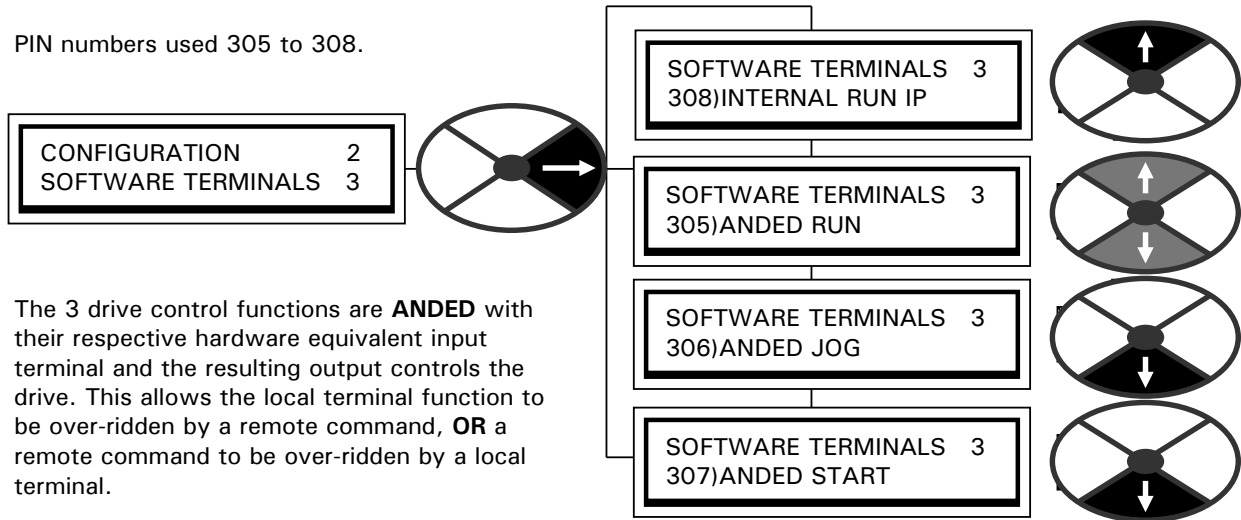 PIN numbers used 305 to 308.
CONFIGURATION 2
SOFTWARE TERMINALS 3
SOFTWARE TERMINALS 3
308)INTERNAL RUN IP
SOFTWARE TERMINALS 3
305)ANDED RUN
SOFTWARE TERMINALS 3
306)ANDED JOG
SOFTWARE TERMINALS 3
307)ANDED START
The 3 drive control functions are ANDED with
their respective hardware equivalent input
terminal and the resulting output controls the
drive. This allows the local terminal function to
be over-ridden by a remote command, OR a
remote command to be over-ridden by a local
terminal.